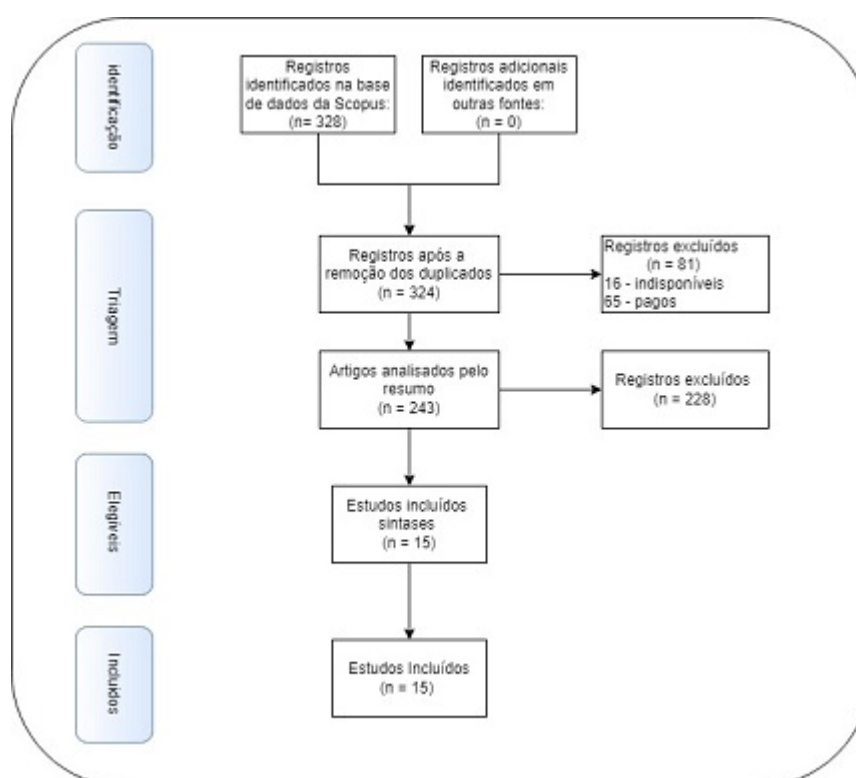 identificação
Registros
identificados na base
de dados da Scopus:
(n= 328)
Registros adicionais
identificados em
outras fontes:
(n = 0)
Triagem
Registros após a
remoção dos duplicados
(n = 324)
Registros excluídos
(n = 81)
16 - indisponíveis
65 - pagos
Artigos analisados pelo
resumo
(n = 243)
Registros excluídos
(n = 228)
Elegíveis
Estudos incluídos
sintases
(n = 15)
Incluidos
Estudos Incluídos
(n = 15)